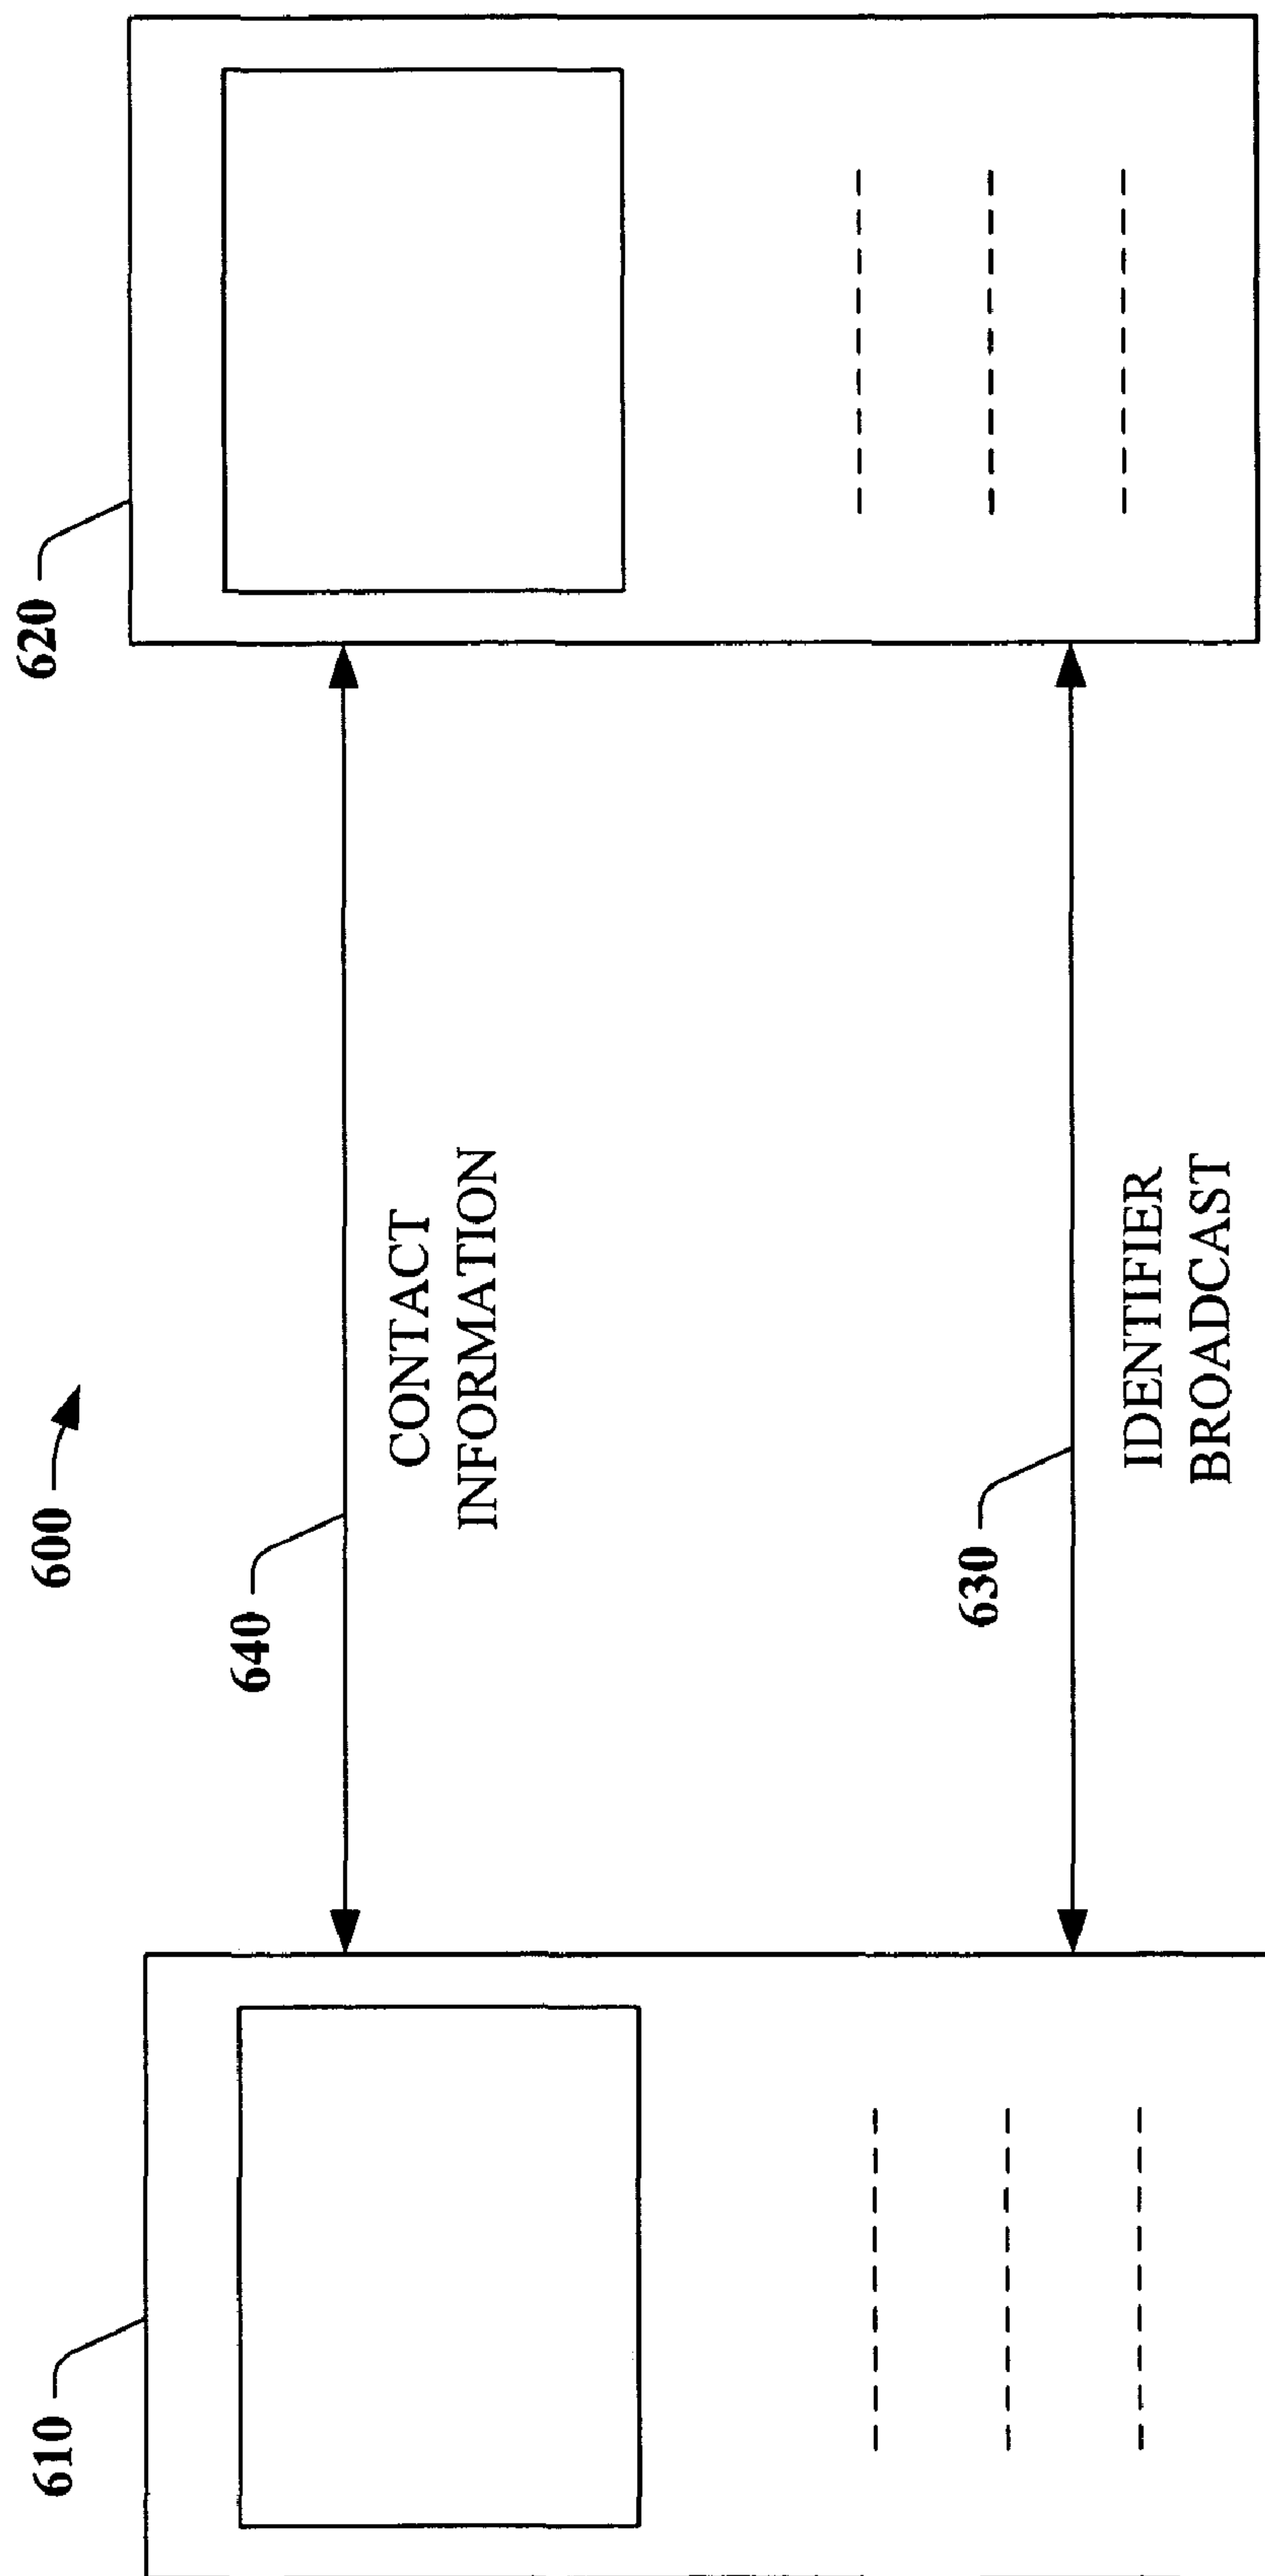 600
610
620
640
CONTACT
INFORMATION
630
IDENTIFIER
BROADCAST